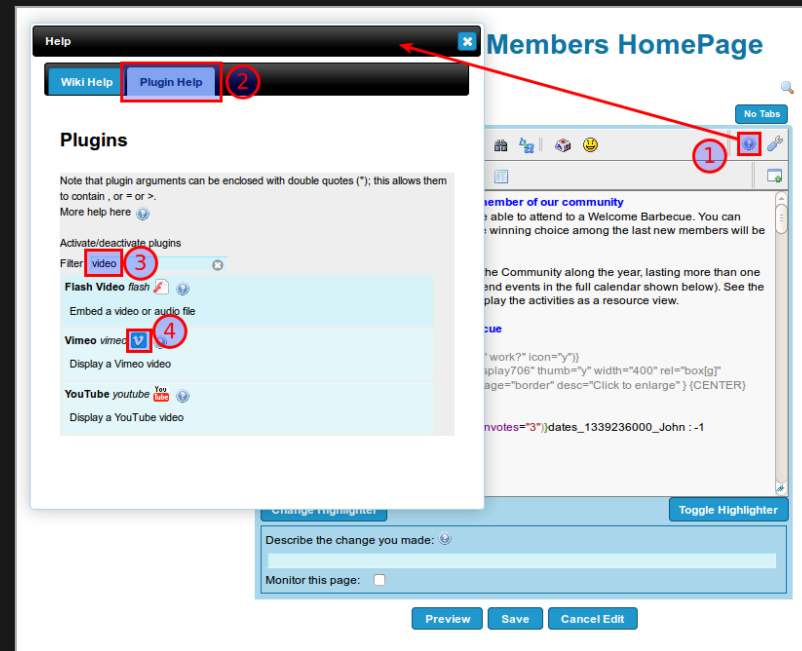 Help
Members HomePage
Wiki Help
Plugin Help
2
No Tabs
1
Plugins
Note that plugin arguments can be enclosed with double quotes ("); this allows them
to contain , or = or >.
More help here
Activate/deactivate plugins
Filter video
3
Flash Video flash
Embed a video or audio file
4
Vimeo vimeo
Display a Vimeo video
YouTube youtube
You
Tube
Display a YouTube video
ember of our community
able to attend to a Welcome Barbecue. You can
winning choice among the last new members will be
he Community along the year, lasting more than one
end events in the full calendar shown below). See the
play the activities as a resource view.
cue
" work?" icon="y")}
splay706" thumb="y" width="400" rel="box[g]"
age="border" desc="Click to enlarge" } {CENTER}
nvotes="3")}dates_1339236000_John : -1
Change Highlighter
Toggle Highlighter
Describe the change you made:
Monitor this page:
Preview
Save
Cancel Edit